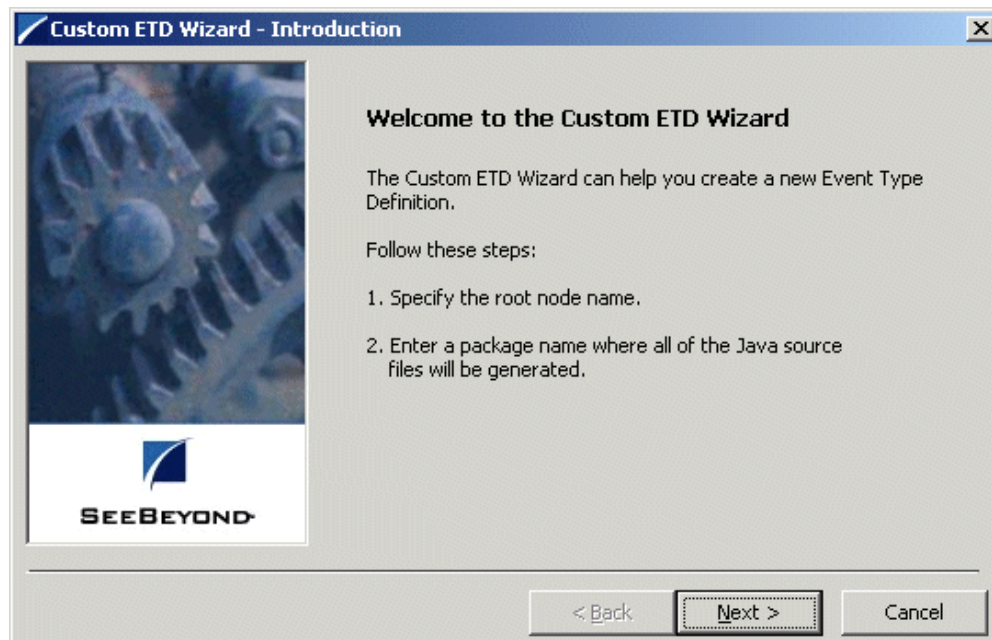 Custom ETD Wizard - Introduction
Welcome to the Custom ETD Wizard
The Custom ETD Wizard can help you create a new Event Type
Definition.
Follow these steps:
1. Specify the root node name.
2. Enter a package name where all of the Java source
files will be generated.
SEEBEYOND
< Back
Next >
Cancel